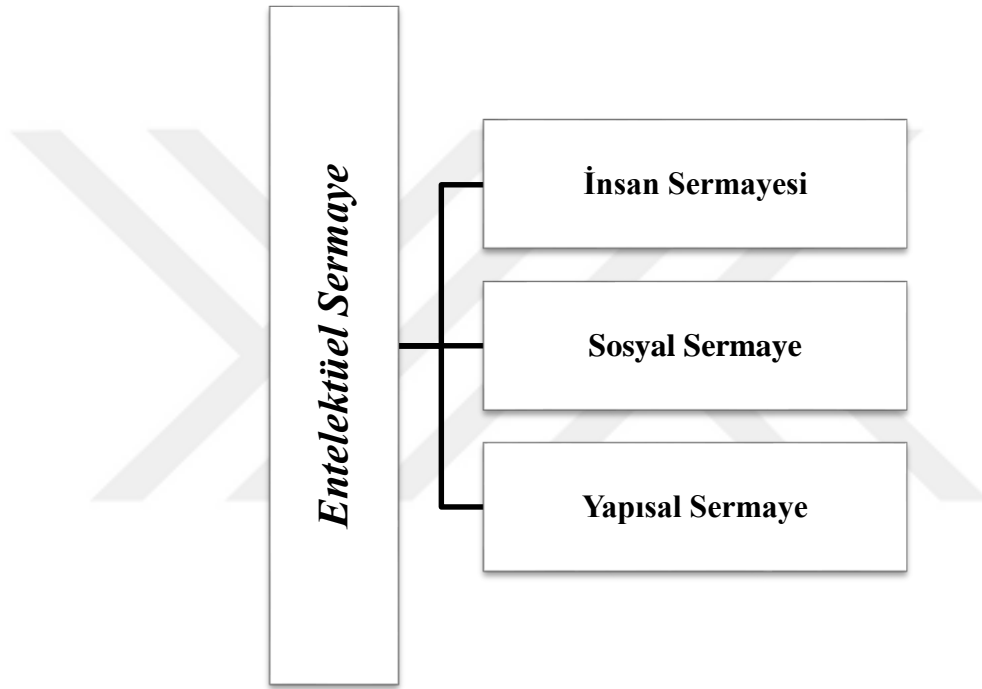 Entelektüel Sermaye
İnsan Sermayesi
Sosyal Sermaye
Yapısal Sermaye